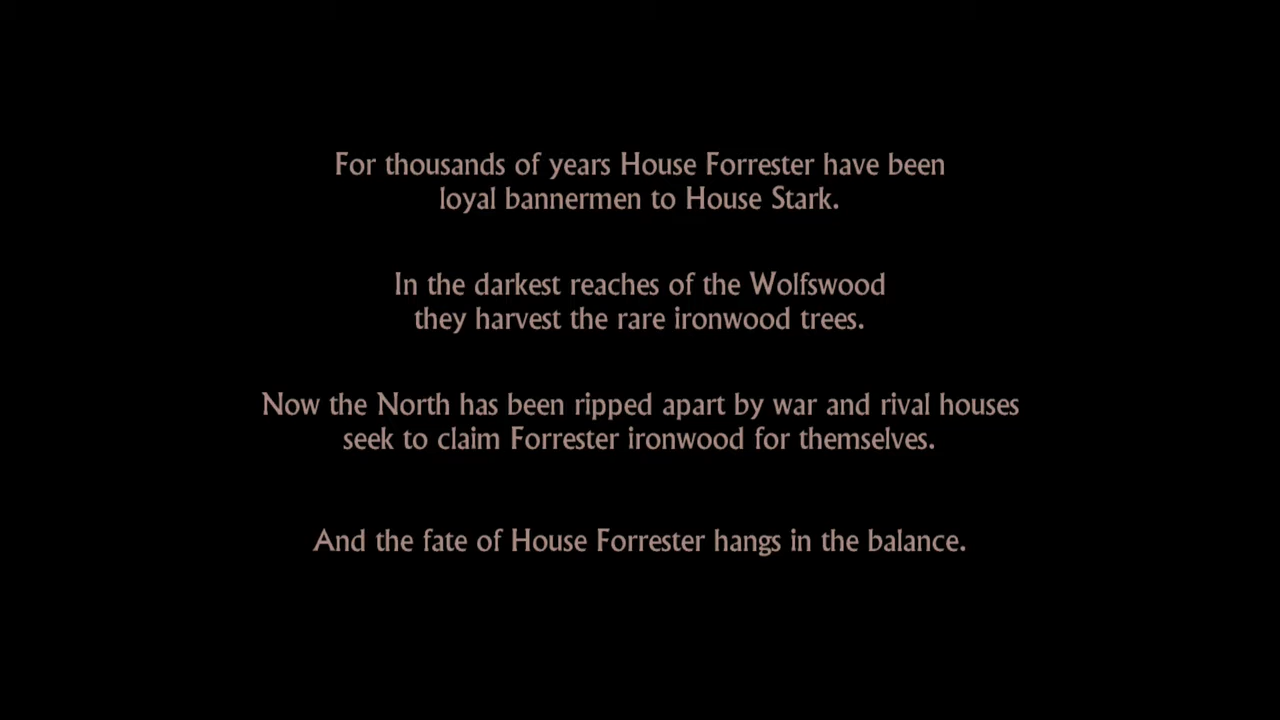 For thousands of years House Forrester have been
loyal bannermen to House Stark.
In the darkest reaches of the Wolfswood
they harvest the rare ironwood trees.
Now the North has been ripped apart by war and rival houses
seek to claim Forrester ironwood for themselves.
And the fate of House Forrester hangs in the balance.